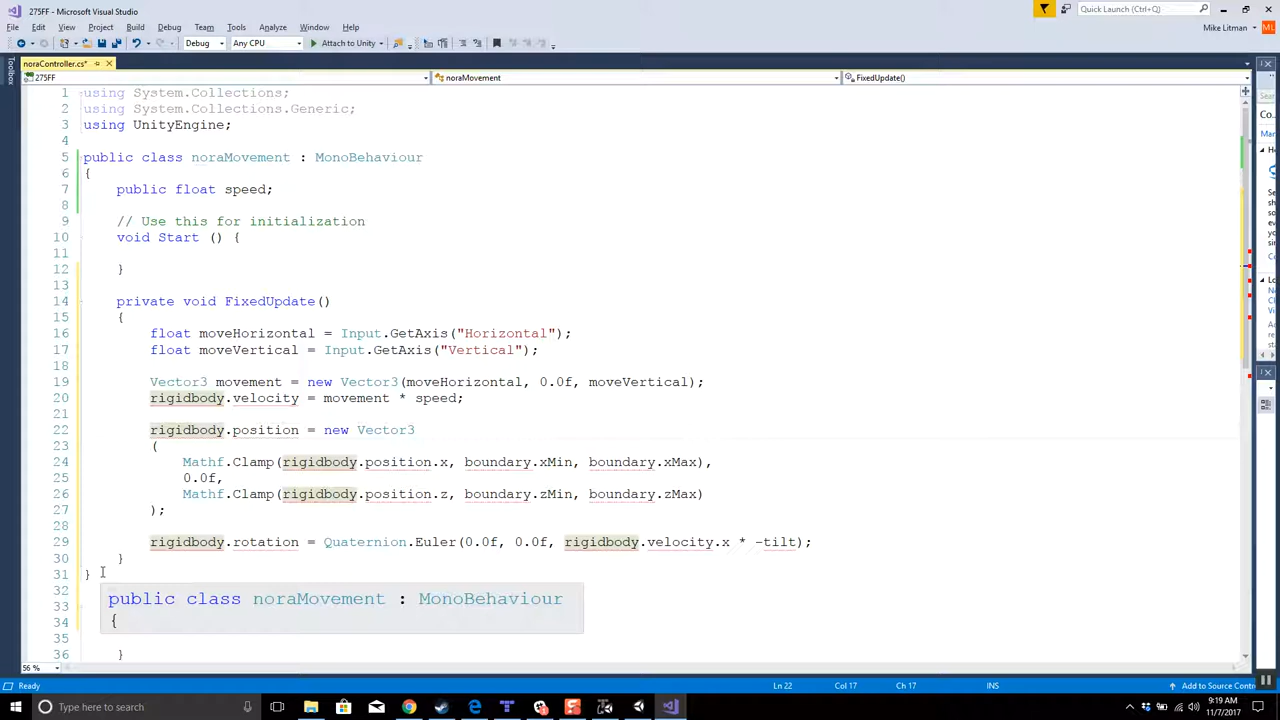 275FF - Microsoft Visual Studio
Quick Launch (Ctrl+Q)
File Edit View Project Build Debug Team Tools Analyze Window Help
Mike Litman ML
Debug Any CPU Attach to Unity
Toolbox
noraController.cs*
275FF noraMovement FixedUpdate()
1 using System.Collections;
2 using System.Collections.Generic;
3 using UnityEngine;
4
5 public class noraMovement : MonoBehaviour
6 {
7 public float speed;
8
9 // Use this for initialization
10 void Start () {
11
12 }
13
14 private void FixedUpdate()
15 {
16 float moveHorizontal = Input.GetAxis("Horizontal");
17 float moveVertical = Input.GetAxis("Vertical");
18
19 Vector3 movement = new Vector3(moveHorizontal, 0.0f, moveVertical);
20 rigidbody.velocity = movement * speed;
21
22 rigidbody.position = new Vector3
23 (
24 Mathf.Clamp(rigidbody.position.x, boundary.xMin, boundary.xMax),
25 0.0f,
26 Mathf.Clamp(rigidbody.position.z, boundary.zMin, boundary.zMax)
27 );
28
29 rigidbody.rotation = Quaternion.Euler(0.0f, 0.0f, rigidbody.velocity.x * -tilt);
30 }
31 }
32
public class noraMovement : MonoBehaviour
33
34 {
35
36 }
56 %
Ready Ln 22 Col 17 Ch 17 INS Add to Source Contr
Type here to search
9:19 AM
11/7/2017